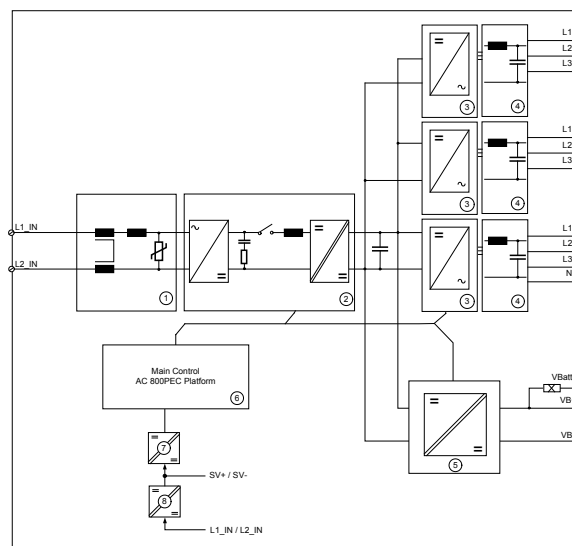 L1
L2
L3
3
4
L1
L2
L3
3
4
L1
L2
L3
N
3
4
L1_IN
L2_IN
1
2
Main Control
AC 800PEC Platform
6
VBatt
VB
VB
5
7
SV+ / SV-
8
L1_IN / L2_IN